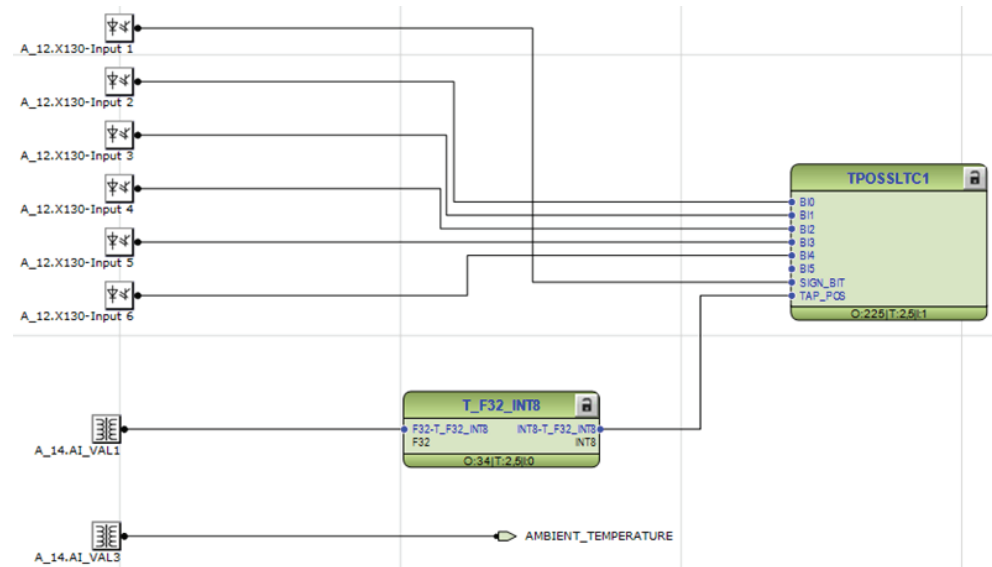 A_12.X130-Input 1
A_12.X130-Input 2
A_12.X130-Input 3
A_12.X130-Input 4
A_12.X130-Input 5
A_12.X130-Input 6
TPOSSLTC1
BI0
BI1
BI2
BI3
BI4
BI5
SIGN_BIT
TAP_POS
O:225|T:2,5|I:1
T_F32_INT8
F32-T_F32_INT8 INT8-T_F32_INT8
F32 INT8
O:34|T:2,5|I:0
A_14.AI_VAL1
AMBIENT_TEMPERATURE
A_14.AI_VAL3